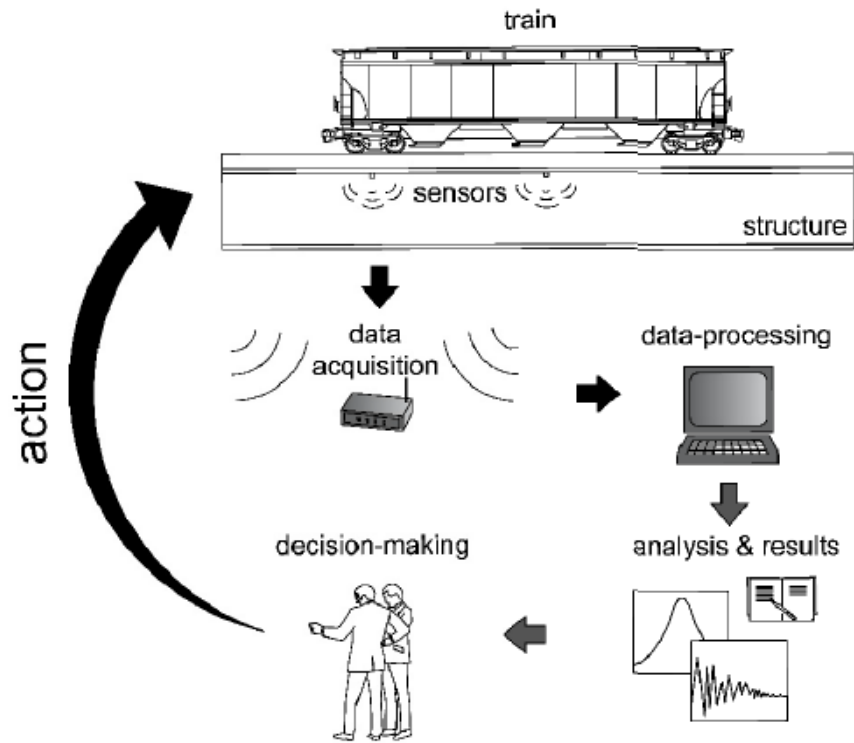 train
sensors
structure
data
acquisition
data-processing
action
decision-making
analysis & results